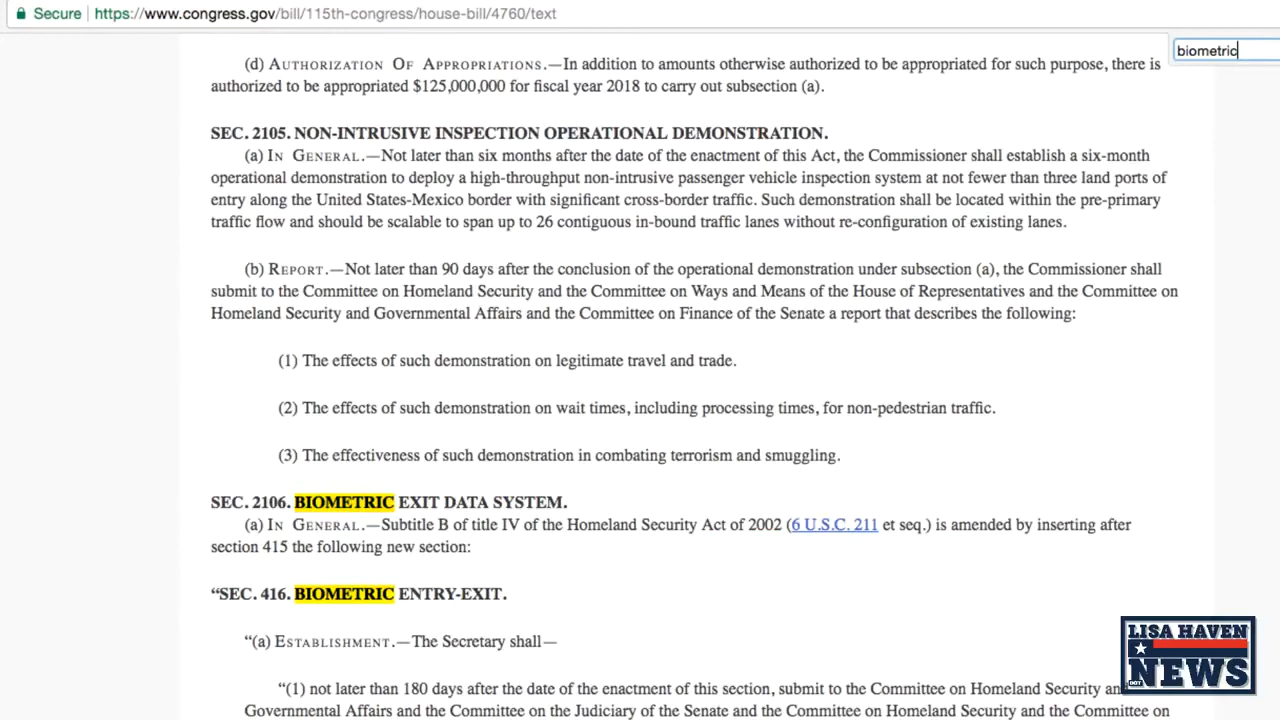 Secure | https://www.congress.gov/bill/115th-congress/house-bill/4760/text
biometric
(d) AUTHORIZATION OF APPROPRIATIONS.—In addition to amounts otherwise authorized to be appropriated for such purpose, there is
authorized to be appropriated $125,000,000 for fiscal year 2018 to carry out subsection (a).
SEC. 2105. NON-INTRUSIVE INSPECTION OPERATIONAL DEMONSTRATION.
(a) IN GENERAL.—Not later than six months after the date of the enactment of this Act, the Commissioner shall establish a six-month
operational demonstration to deploy a high-throughput non-intrusive passenger vehicle inspection system at not fewer than three land ports of
entry along the United States-Mexico border with significant cross-border traffic. Such demonstration shall be located within the pre-primary
traffic flow and should be scalable to span up to 26 contiguous in-bound traffic lanes without re-configuration of existing lanes.
(b) REPORT.—Not later than 90 days after the conclusion of the operational demonstration under subsection (a), the Commissioner shall
submit to the Committee on Homeland Security and the Committee on Ways and Means of the House of Representatives and the Committee on
Homeland Security and Governmental Affairs and the Committee on Finance of the Senate a report that describes the following:
(1) The effects of such demonstration on legitimate travel and trade.
(2) The effects of such demonstration on wait times, including processing times, for non-pedestrian traffic.
(3) The effectiveness of such demonstration in combating terrorism and smuggling.
SEC. 2106. BIOMETRIC EXIT DATA SYSTEM.
(a) IN GENERAL.—Subtitle B of title IV of the Homeland Security Act of 2002 (6 U.S.C. 211 et seq.) is amended by inserting after
section 415 the following new section:
“SEC. 416. BIOMETRIC ENTRY-EXIT.
“(a) ESTABLISHMENT.—The Secretary shall—
“(1) not later than 180 days after the date of the enactment of this section, submit to the Committee on Homeland Security
Governmental Affairs and the Committee on the Judiciary of the Senate and the Committee on Homeland Security and the Committee on
LISA HAVEN
DOT NEWS